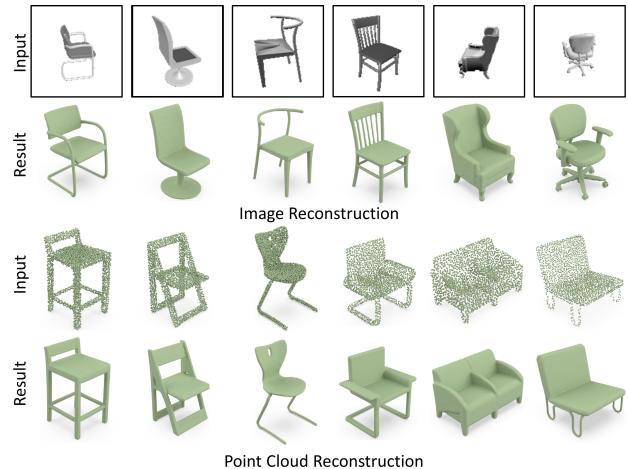 Input
Result
Image Reconstruction
Input
Result
Point Cloud Reconstruction